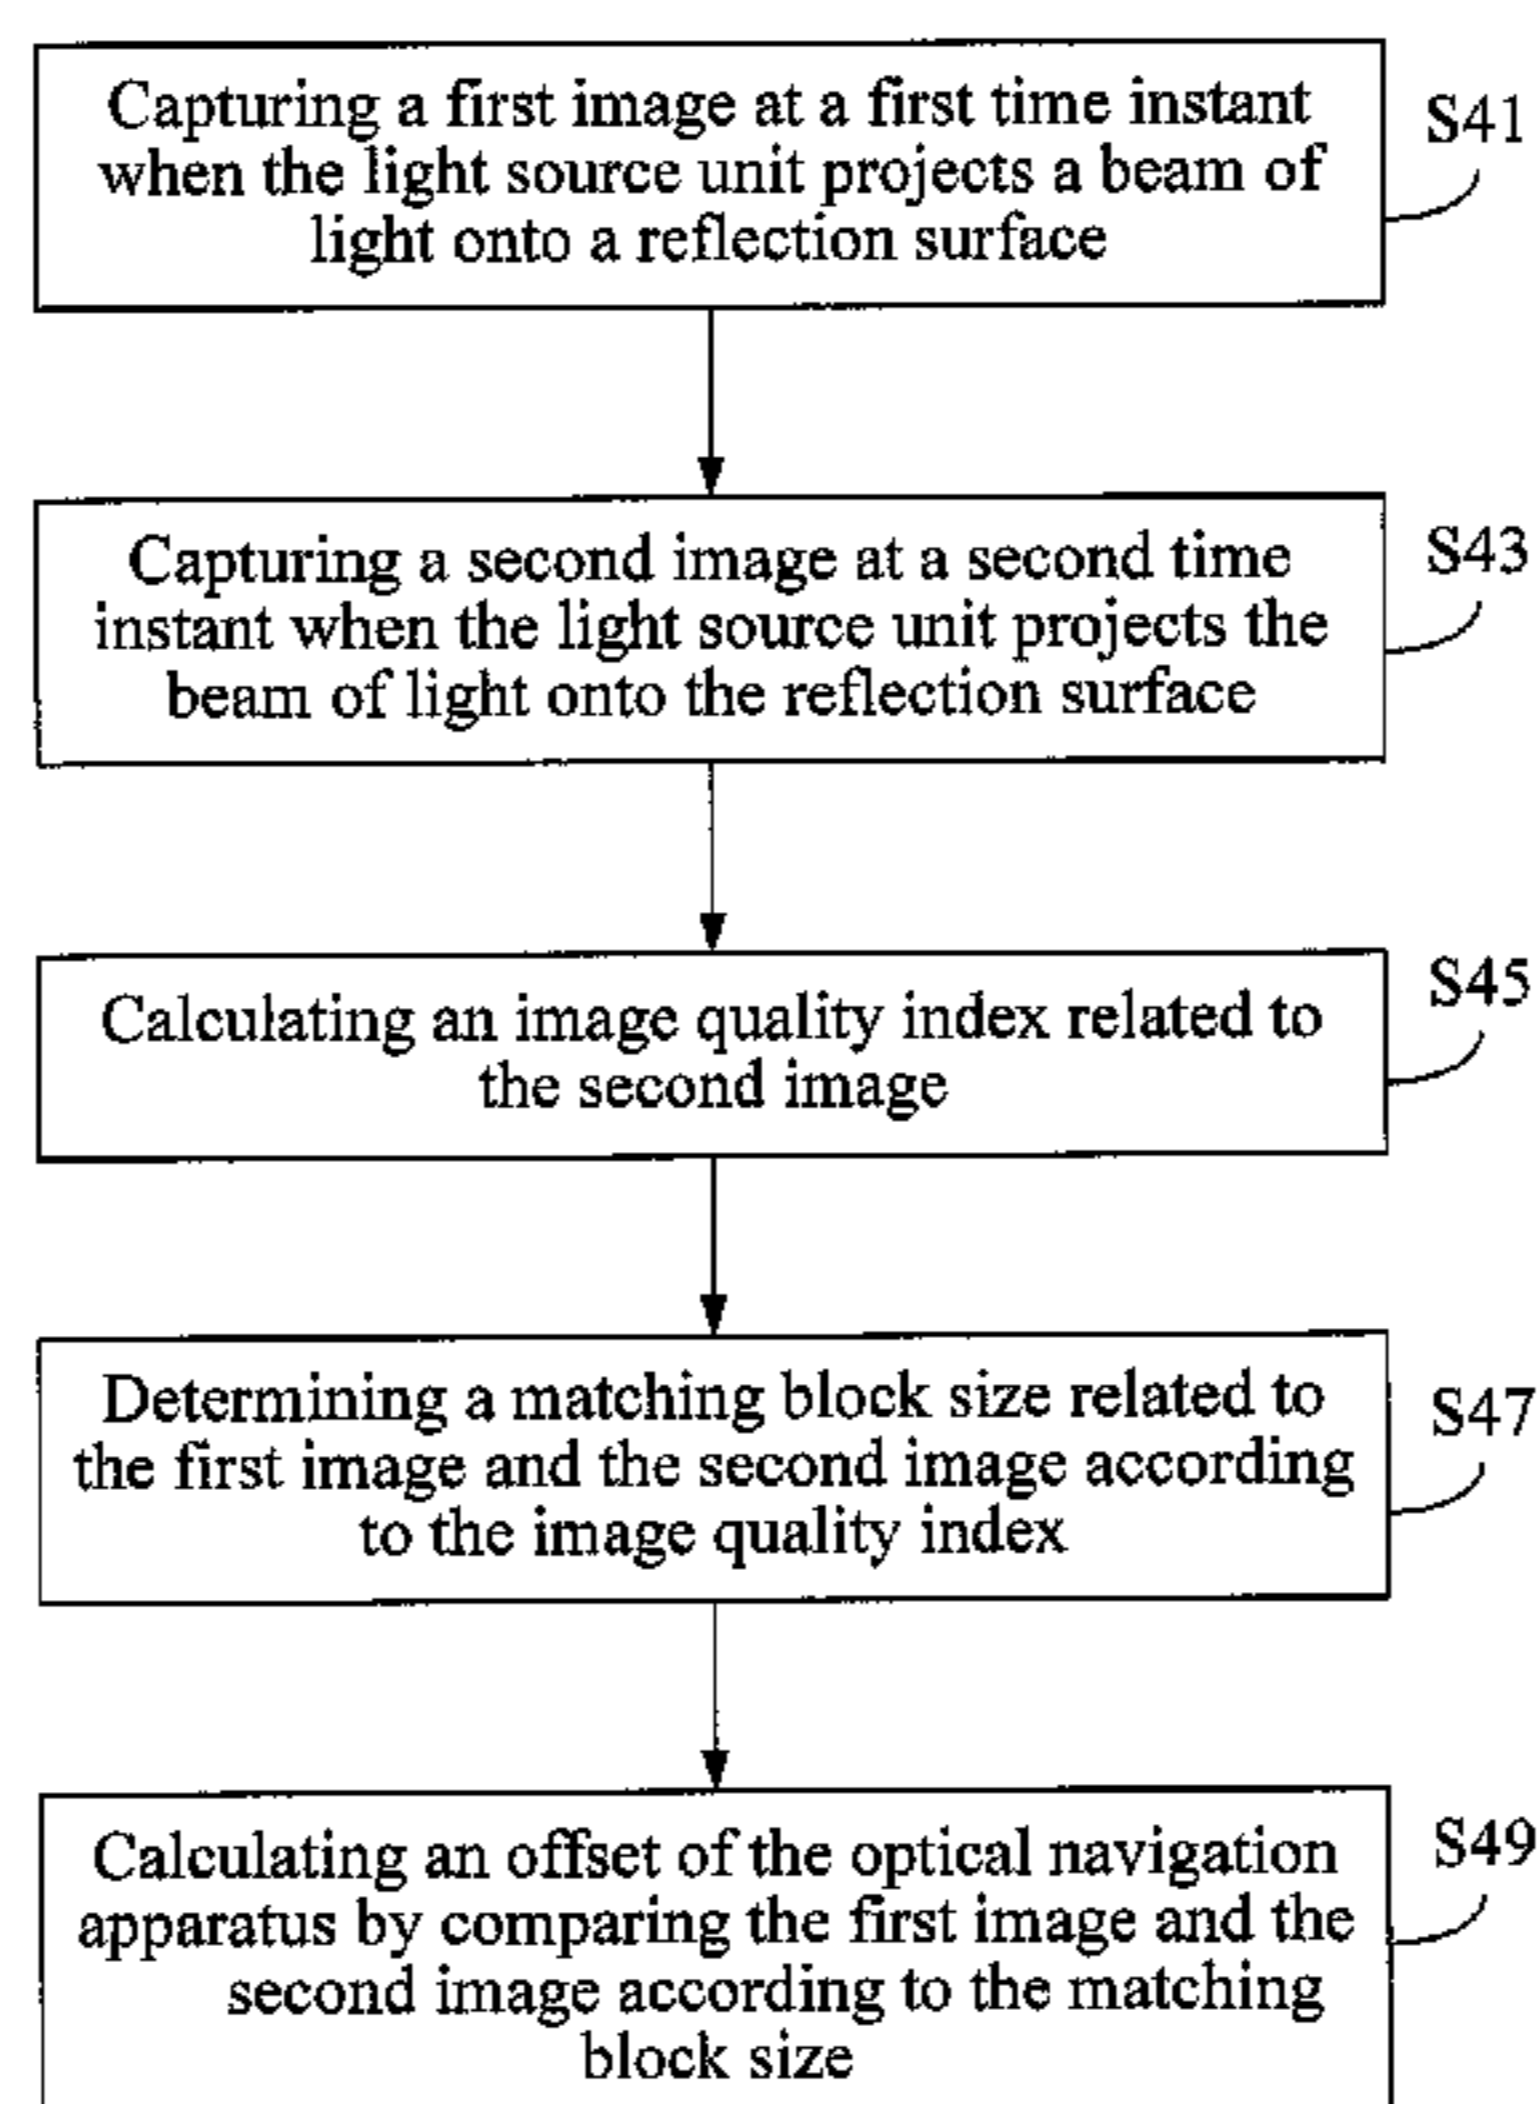 Capturing a first image at a first time instant
when the light source unit projects a beam of
light onto a reflection surface
S41
Capturing a second image at a second time
instant when the light source unit projects the
beam of light onto the reflection surface
S43
Calculating an image quality index related to
the second image
S45
Determining a matching block size related to
the first image and the second image according
to the image quality index
S47
Calculating an offset of the optical navigation
apparatus by comparing the first image and the
second image according to the matching
block size
S49